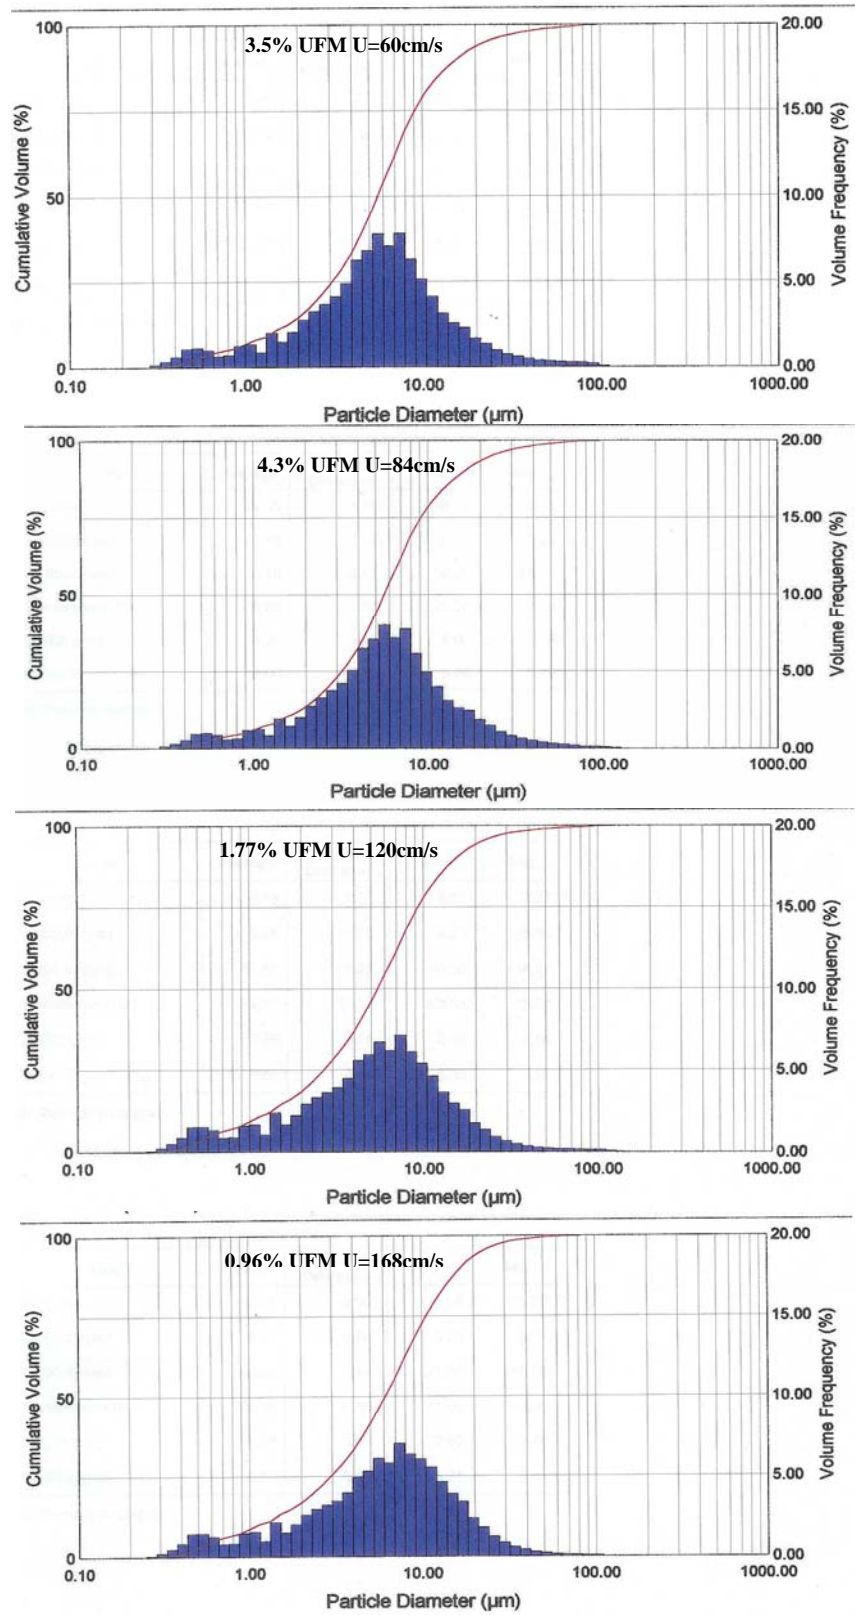 3.5% UFM U=60cm/s
Cumulative Volume (%)
100
50
0
Volume Frequency (%)
20.00
15.00
10.00
5.00
0.00
0.10 1.00 10.00 100.00 1000.00
Particle Diameter (µm)
4.3% UFM U=84cm/s
Cumulative Volume (%)
100
50
0
Volume Frequency (%)
20.00
15.00
10.00
5.00
0.00
0.10 1.00 10.00 100.00 1000.00
Particle Diameter (µm)
1.77% UFM U=120cm/s
Cumulative Volume (%)
100
50
0
Volume Frequency (%)
20.00
15.00
10.00
5.00
0.00
0.10 1.00 10.00 100.00 1000.00
Particle Diameter (µm)
0.96% UFM U=168cm/s
Cumulative Volume (%)
100
50
0
Volume Frequency (%)
20.00
15.00
10.00
5.00
0.00
0.10 1.00 10.00 100.00 1000.00
Particle Diameter (µm)